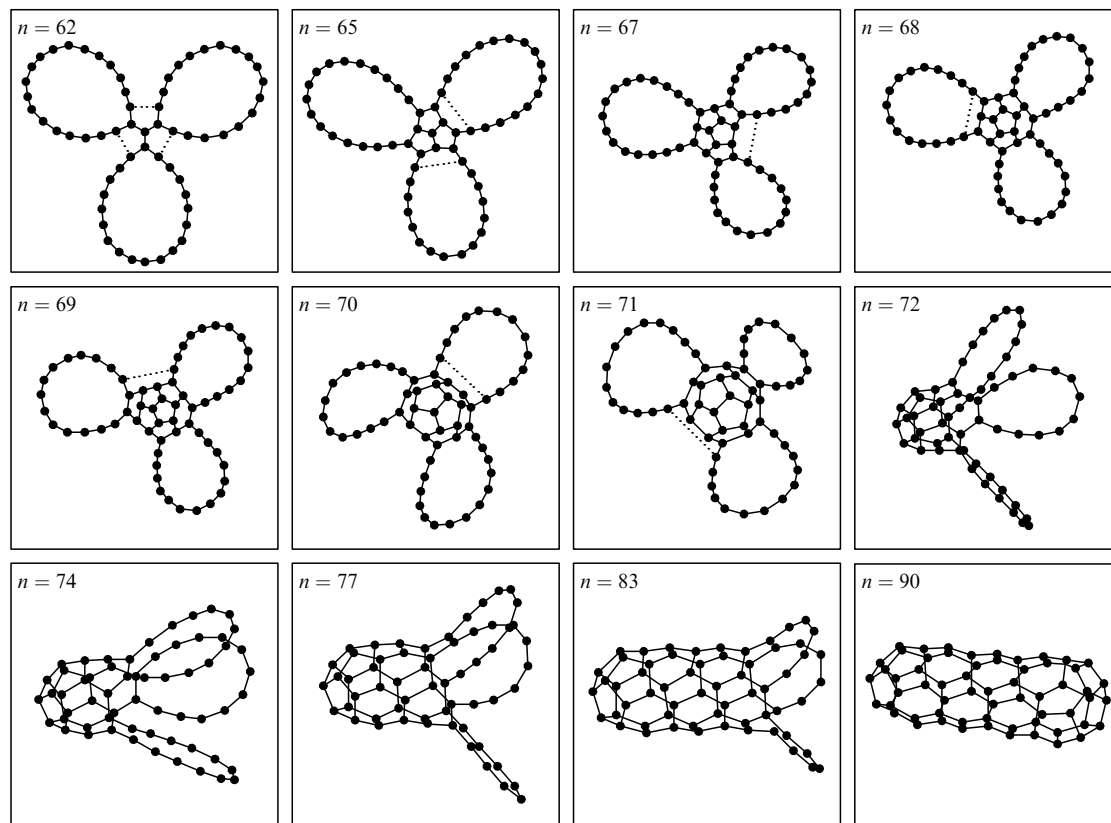 n = 62
n = 65
n = 67
n = 68
n = 69
n = 70
n = 71
n = 72
n = 74
n = 77
n = 83
n = 90